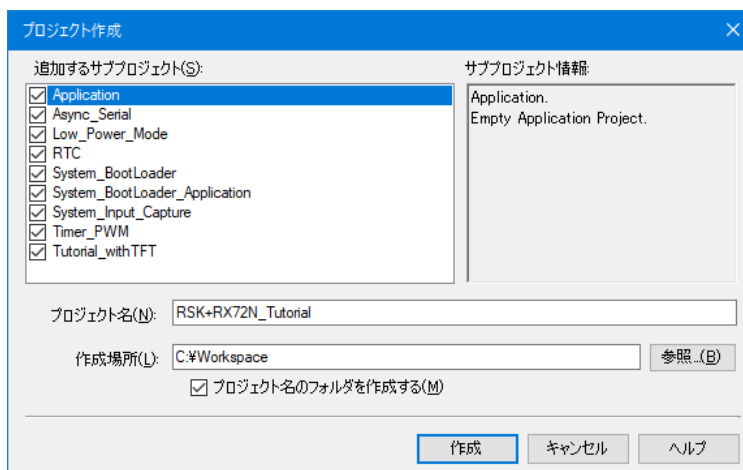 プロジェクト作成
追加するサブプロジェクト(S):
Application
Async_Serial
Low_Power_Mode
RTC
System_BootLoader
System_BootLoader_Application
System_Input_Capture
Timer_PWM
Tutorial_withTFT
サブプロジェクト情報:
Application.
Empty Application Project.
プロジェクト名(N):
RSK+RX72N_Tutorial
作成場所(L):
C:¥Workspace
参照...(B)
プロジェクト名のフォルダを作成する(M)
作成
キャンセル
ヘルプ